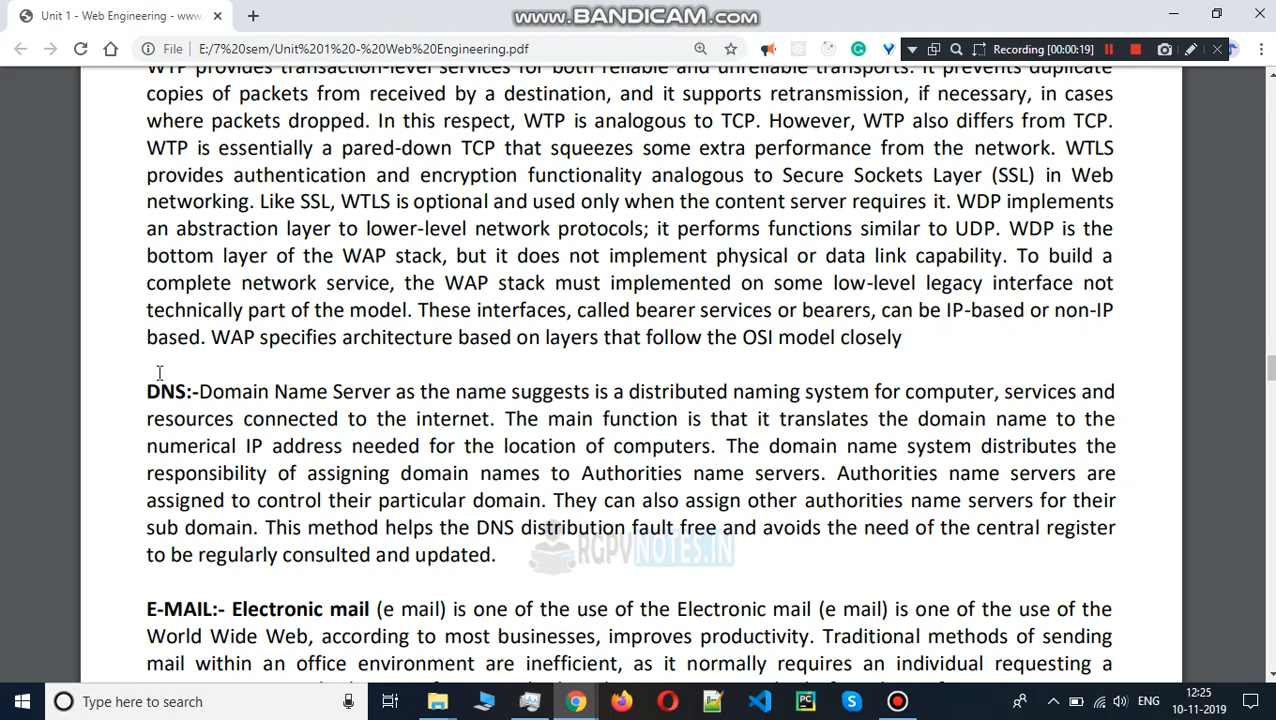 www.BANDICAM.com
Unit 1 - Web Engineering - www.
File E:/7%20sem/Unit%201%20-%20Web%20Engineering.pdf
Recording [00:00:19]
WTP provides transaction-level services for both reliable and unreliable transports. It prevents duplicate
copies of packets from received by a destination, and it supports retransmission, if necessary, in cases
where packets dropped. In this respect, WTP is analogous to TCP. However, WTP also differs from TCP.
WTP is essentially a pared-down TCP that squeezes some extra performance from the network. WTLS
provides authentication and encryption functionality analogous to Secure Sockets Layer (SSL) in Web
networking. Like SSL, WTLS is optional and used only when the content server requires it. WDP implements
an abstraction layer to lower-level network protocols; it performs functions similar to UDP. WDP is the
bottom layer of the WAP stack, but it does not implement physical or data link capability. To build a
complete network service, the WAP stack must implemented on some low-level legacy interface not
technically part of the model. These interfaces, called bearer services or bearers, can be IP-based or non-IP
based. WAP specifies architecture based on layers that follow the OSI model closely
DNS:-Domain Name Server as the name suggests is a distributed naming system for computer, services and
resources connected to the internet. The main function is that it translates the domain name to the
numerical IP address needed for the location of computers. The domain name system distributes the
responsibility of assigning domain names to Authorities name servers. Authorities name servers are
assigned to control their particular domain. They can also assign other authorities name servers for their
sub domain. This method helps the DNS distribution fault free and avoids the need of the central register
to be regularly consulted and updated.
RGPVNOTES.IN
E-MAIL:- Electronic mail (e mail) is one of the use of the Electronic mail (e mail) is one of the use of the
World Wide Web, according to most businesses, improves productivity. Traditional methods of sending
mail within an office environment are inefficient, as it normally requires an individual requesting a
Type here to search
ENG
12:25
10-11-2019